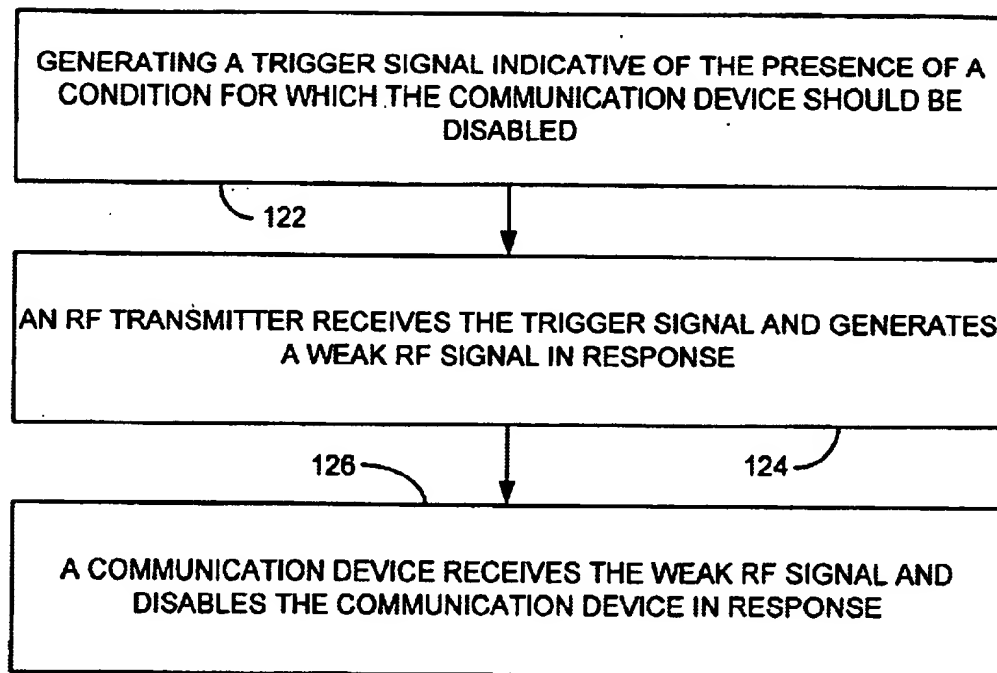 GENERATING A TRIGGER SIGNAL INDICATIVE OF THE PRESENCE OF A
CONDITION FOR WHICH THE COMMUNICATION DEVICE SHOULD BE
DISABLED
122
AN RF TRANSMITTER RECEIVES THE TRIGGER SIGNAL AND GENERATES
A WEAK RF SIGNAL IN RESPONSE
126
124
A COMMUNICATION DEVICE RECEIVES THE WEAK RF SIGNAL AND
DISABLES THE COMMUNICATION DEVICE IN RESPONSE